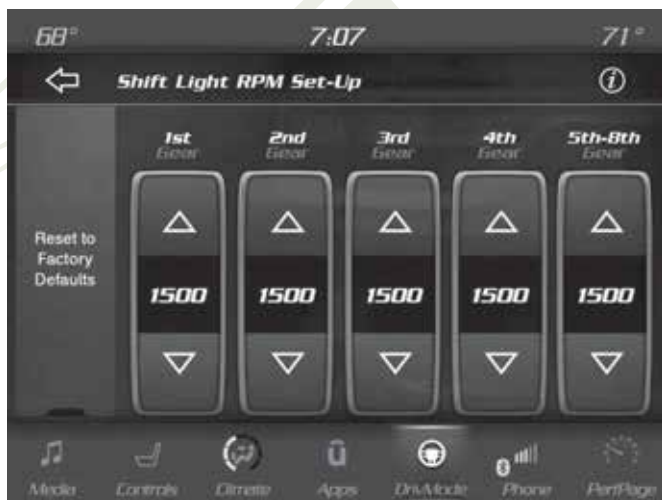 68° 7:07 71°
Shift Light RPM Set-Up
1st Gear 2nd Gear 3rd Gear 4th Gear 5th-8th Gear
Reset to
Factory
Defaults
1500 1500 1500 1500 1500
Media Controls Climate Apps DrivMode Phone PerfPage